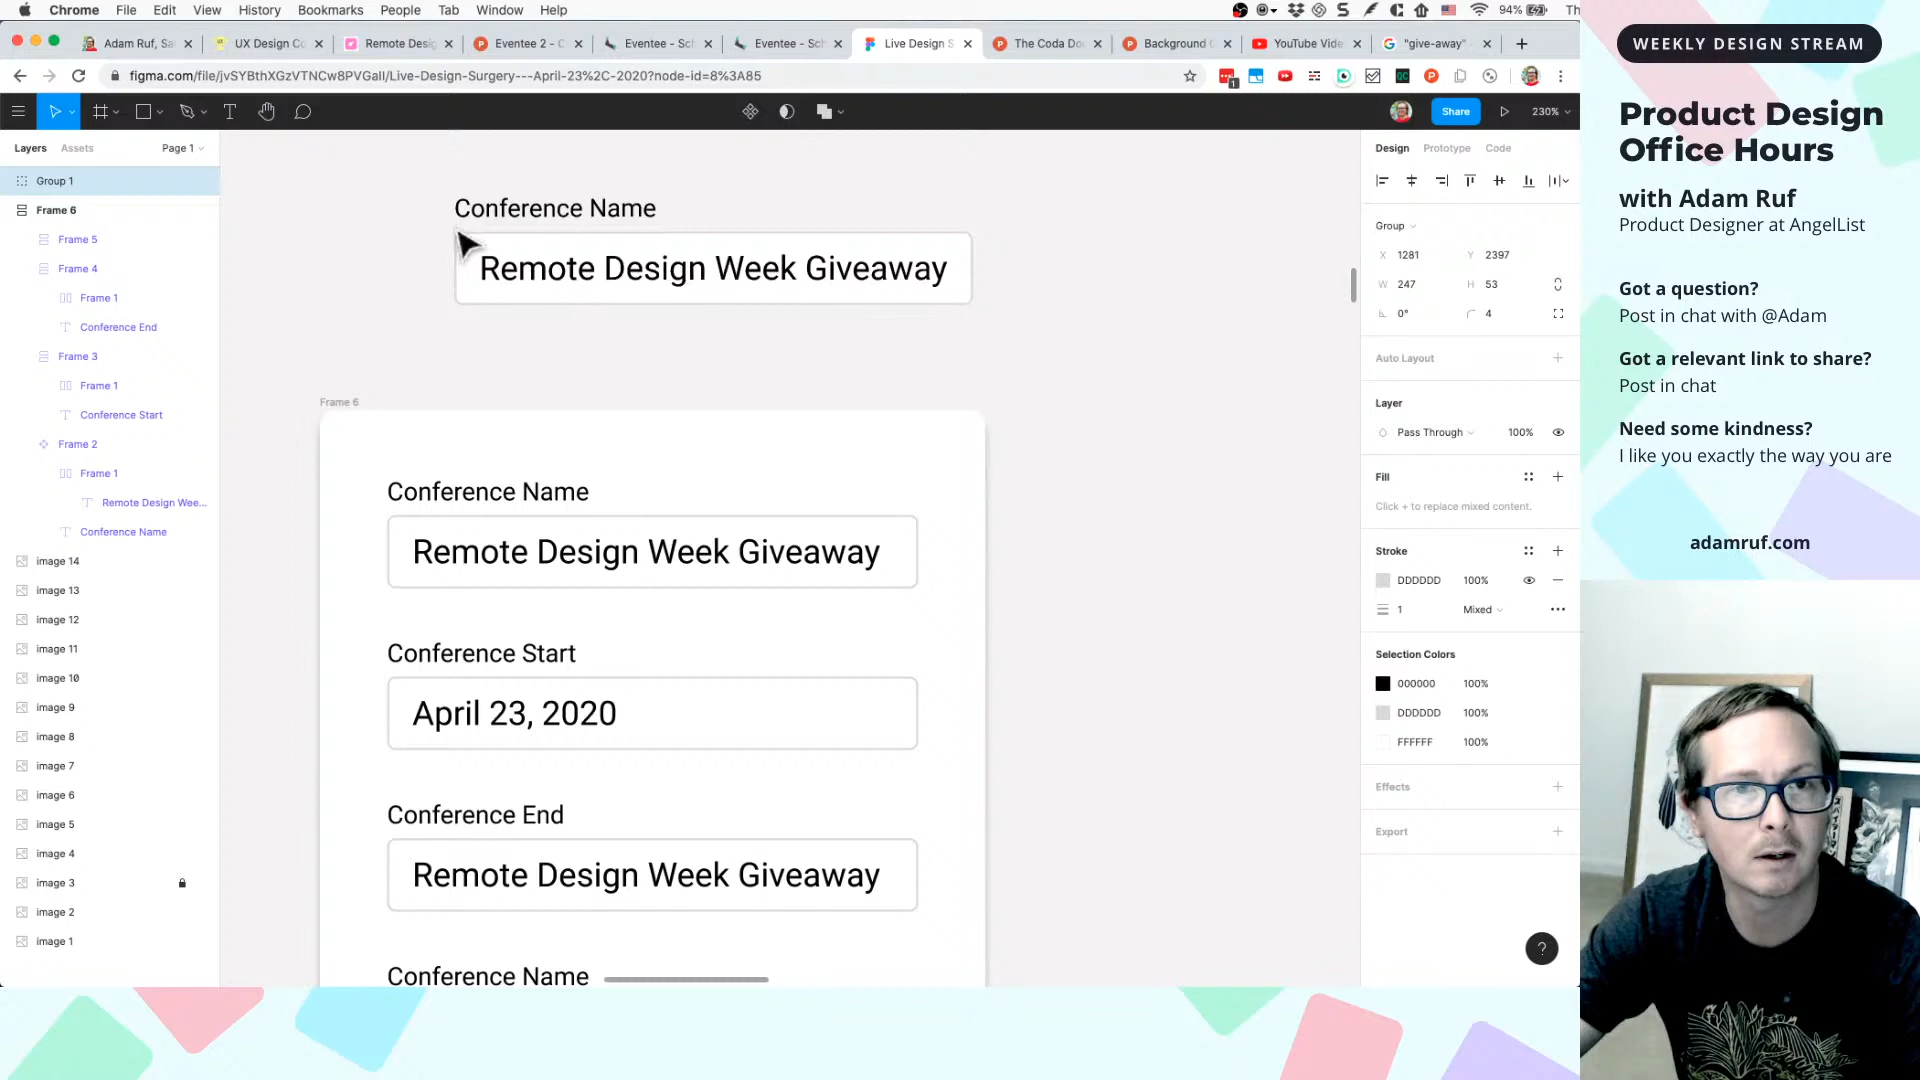 Chrome File Edit View History Bookmarks People Tab Window Help
94% Th
Adam Ruf, Sa
UX Design Co
Remote Desig
Eventee 2 - C
Eventee - Sch
Eventee - Sch
Live Design S
The Coda Do
Background
YouTube Vide
"give-away"
figma.com/file/jvSYBthXGzVTNCw8PVGaII/Live-Design-Surgery---April-23%2C-2020?node-id=8%3A85
Share
230%
Layers Assets Page 1
Group 1
Frame 6
Frame 5
Frame 4
Frame 1
Conference End
Frame 3
Frame 1
Conference Start
Frame 2
Frame 1
Remote Design Wee...
Conference Name
image 14
image 13
image 12
image 11
image 10
image 9
image 8
image 7
image 6
image 5
image 4
image 3
image 2
image 1
Conference Name
Remote Design Week Giveaway
Frame 6
Conference Name
Remote Design Week Giveaway
Conference Start
April 23, 2020
Conference End
Remote Design Week Giveaway
Conference Name
Design Prototype Code
Group
X 1281 Y 2397
W 247 H 53
0° 4
Auto Layout
Layer
Pass Through 100%
Fill
Click + to replace mixed content.
Stroke
DDDDDD 100%
1 Mixed
Selection Colors
000000 100%
DDDDDD 100%
FFFFFF 100%
Effects
Export
?
WEEKLY DESIGN STREAM
Product Design
Office Hours
with Adam Ruf
Product Designer at AngelList
Got a question?
Post in chat with @Adam
Got a relevant link to share?
Post in chat
Need some kindness?
I like you exactly the way you are
adamruf.com